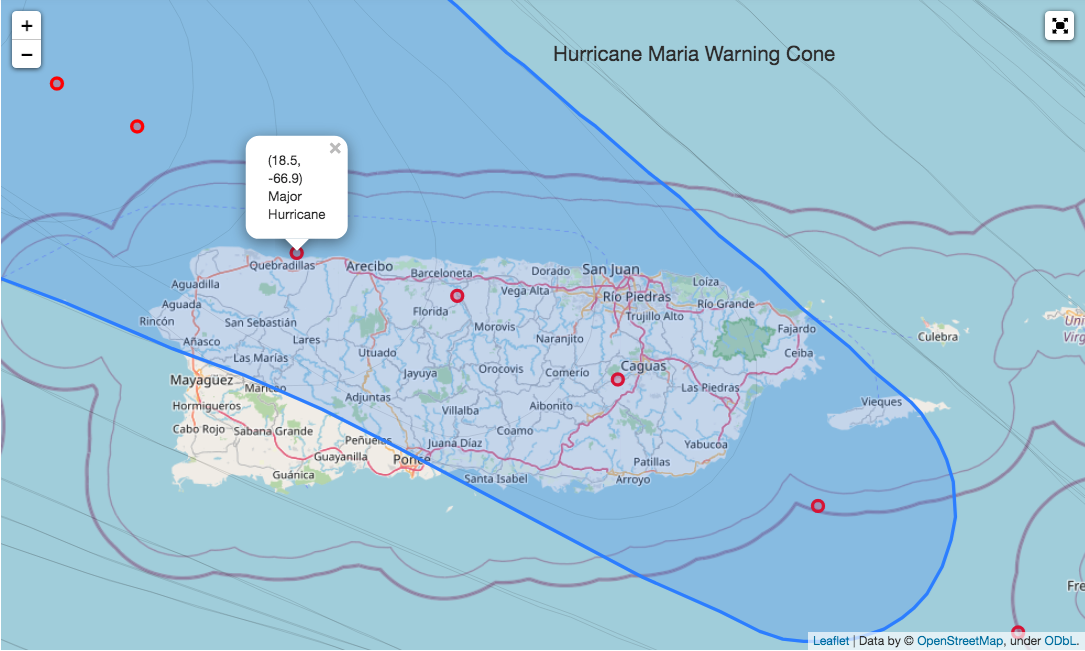 +
Hurricane Maria Warning Cone
−
(18.5,
-66.9)
Major
Hurricane
×
Quebradillas
Arecibo
Barceloneta
Dorado
San Juan
Aguadilla
Loíza
Vega Alta
Río Piedras
Río Grande
Aguada
Florida
Trujillo Alto
Rincón
San Sebastián
Morovis
Fajardo
Culebra
Uni
Virg
Añasco
Lares
Naranjito
Utuado
Ceiba
Las Marías
Caguas
Mayagüez
Maricao
Jayuya
Orocovis
Comerío
Las Piedras
Adjuntas
Hormigueros
Villalba
Aibonito
Vieques
Cabo Rojo
Sabana Grande
Peñuelas
Juana Díaz
Coamo
Yabucoa
Guayanilla
Ponce
Patillas
Guánica
Santa Isabel
Arroyo
Fre
Leaflet | Data by © OpenStreetMap, under ODbL.